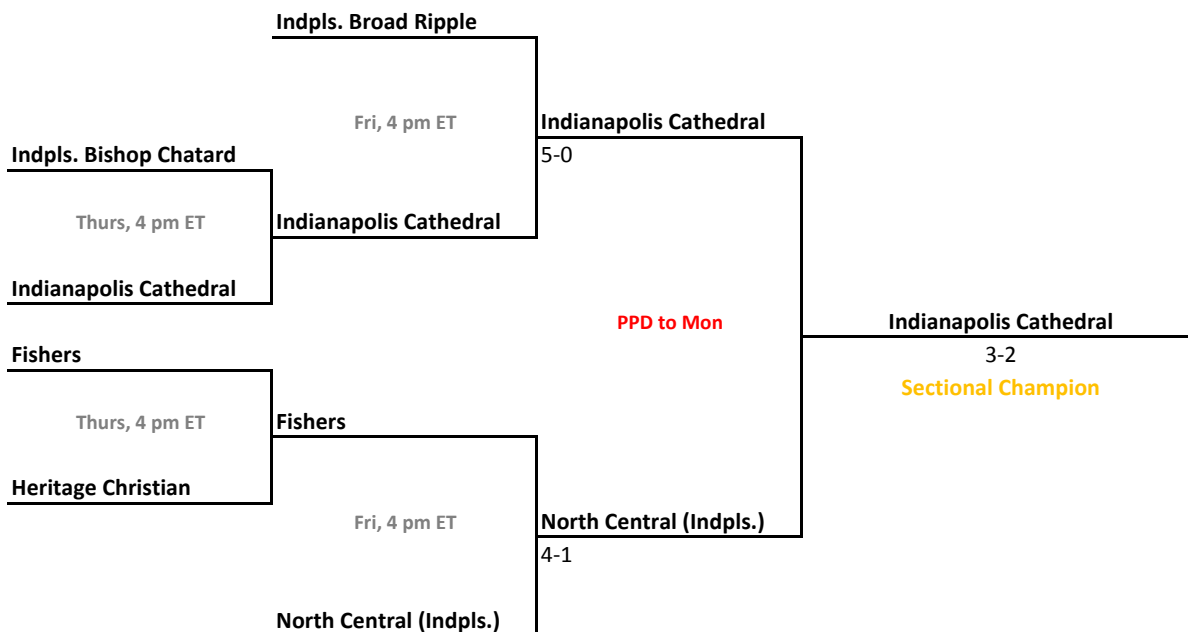 Indpls. Broad Ripple
Fri, 4 pm ET
Indianapolis Cathedral
5-0
Indpls. Bishop Chatard
Thurs, 4 pm ET
Indianapolis Cathedral
Indianapolis Cathedral
PPD to Mon
Indianapolis Cathedral
3-2
Sectional Champion
Fishers
Thurs, 4 pm ET
Fishers
Heritage Christian
Fri, 4 pm ET
North Central (Indpls.)
4-1
North Central (Indpls.)